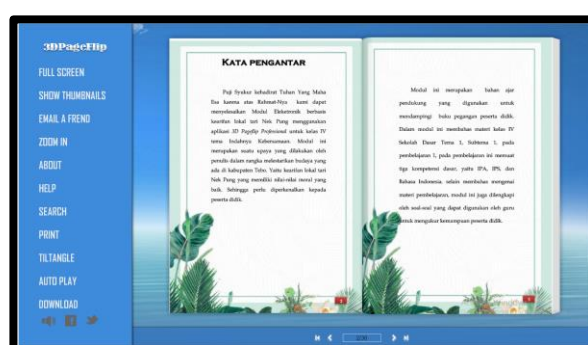 3DPageFlip
FULL SCREEN
SHOW THUMBNAILS
EMAIL A FREND
ZOOM IN
ABOUT
HELP
SEARCH
PRINT
TILTANGLE
AUTO PLAY
DOWNLOAD
KATA PENGANTAR
Puji Syukur kehadirat Tuhan Yang Maha
Esa karena atas Rahmat-Nya kami dapat
menyelesaikan Modul Elektronik berbasis
kearifan lokal tari Nek Pung menggunakan
aplikasi 3D Pageflip Professional untuk kelas IV
tema Indahnya Kebersamaan. Modul ini
merupakan suatu upaya yang dilakukan oleh
penulis dalam rangka melestarikan budaya yang
ada di kabupaten Tebo. Yaitu kearifan lokal tari
Nek Pung yang memiliki nilai-nilai moral yang
baik. Sehingga perlu diperkenalkan kepada
peserta didik.
Modul ini merupakan bahan ajar
pendukung yang digunakan untuk
mendampingi buku pegangan peserta didik.
Dalam modul ini membahas materi kelas IV
Sekolah Dasar Tema 1, Subtema 1, pada
pembelajaran 1, pada pembelajaran ini memuat
tiga kompetensi dasar, yaitu IPA, IPS, dan
Bahasa Indonesia. selain membahas mengenai
materi pembelajaran, modul ini juga dilengkapi
oleh soal-soal yang dapat digunakan oleh guru
untuk mengukur kemampuan peserta didik.